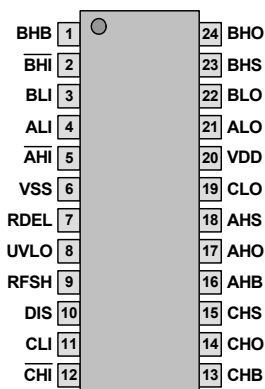 BHB 1 24 BHO
BHI 2 23 BHS
BLI 3 22 BLO
ALI 4 21 ALO
AHI 5 20 VDD
VSS 6 19 CLO
RDEL 7 18 AHS
UVLO 8 17 AHO
RFSH 9 16 AHB
DIS 10 15 CHS
CLI 11 14 CHO
CHI 12 13 CHB